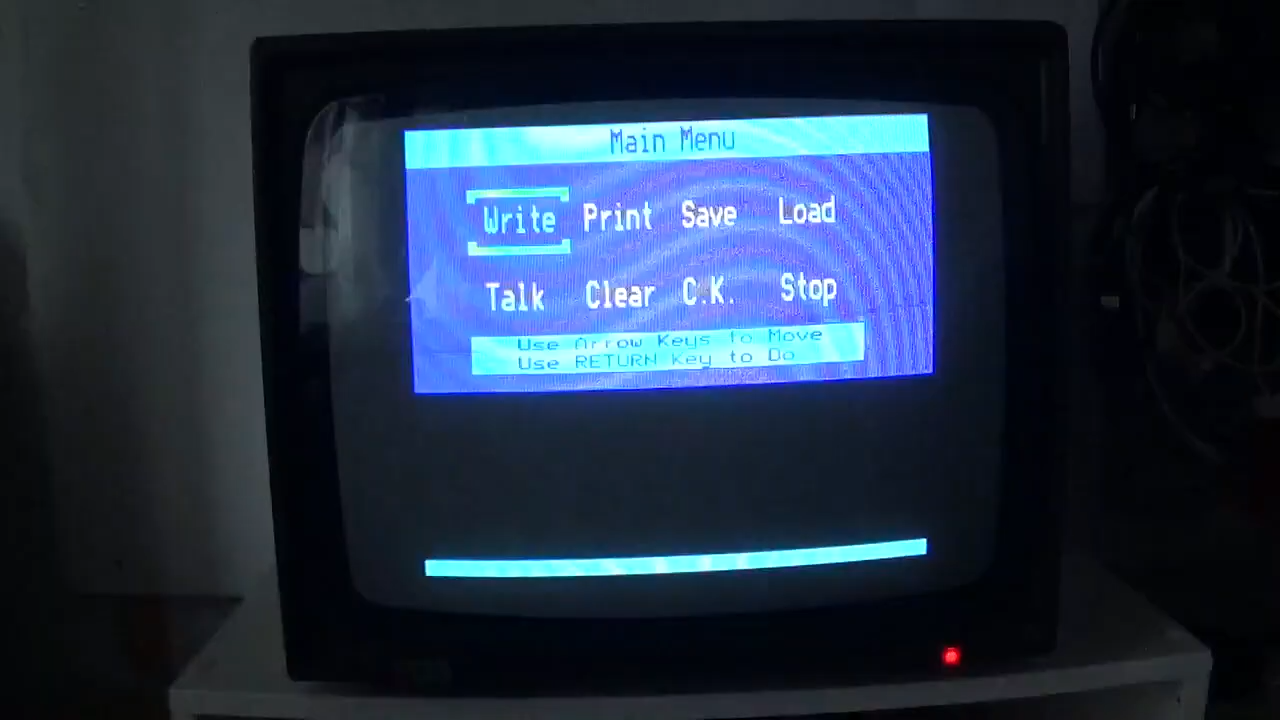 Main Menu
Write Print Save Load
Talk Clear C.K. Stop
Use Arrow Keys to Move
Use RETURN key to Do